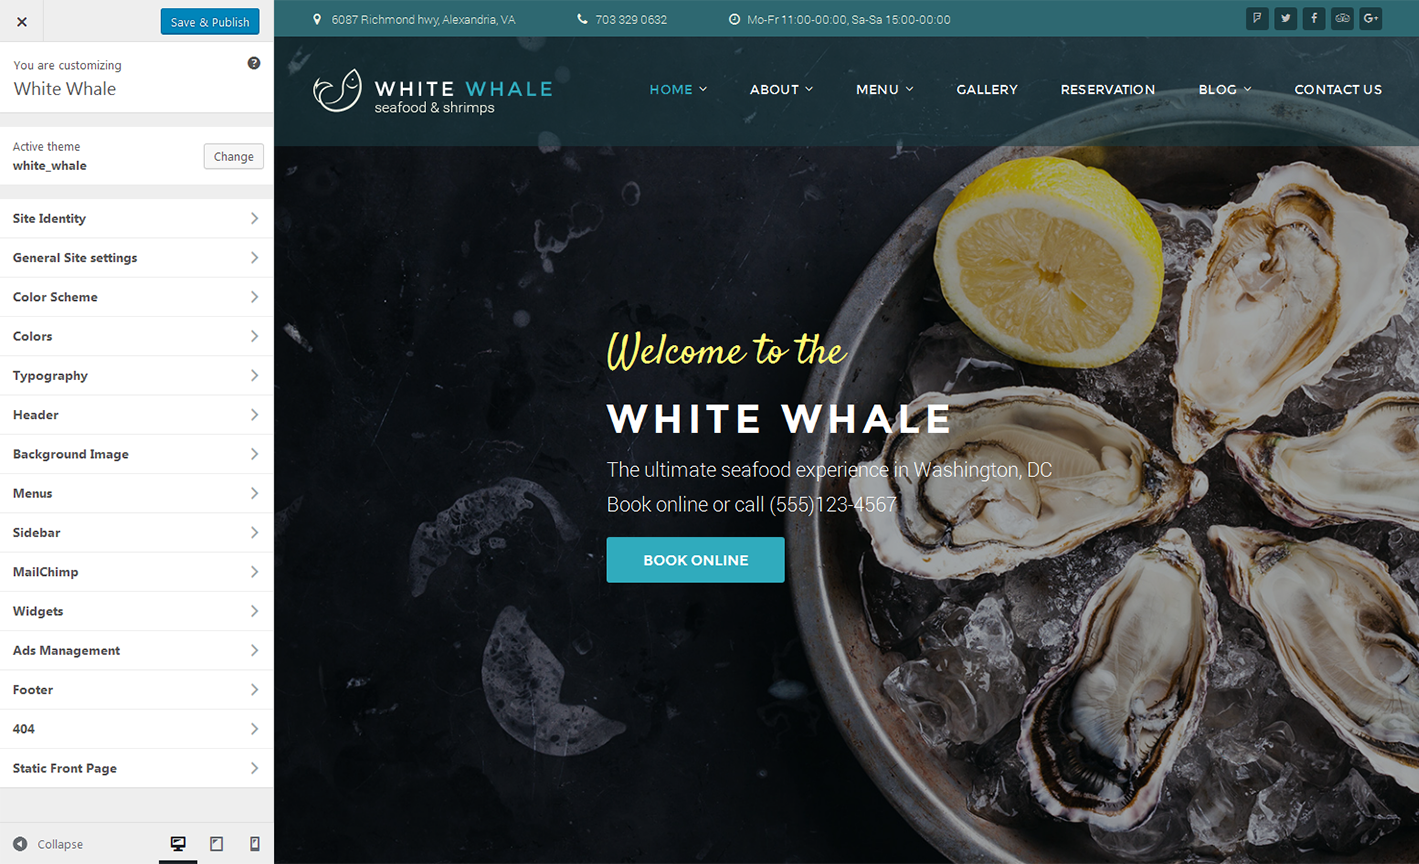 Save & Publish
You are customizing
White Whale
Active theme
white_whale
Change
Site Identity
General Site settings
Color Scheme
Colors
Typography
Header
Background Image
Menus
Sidebar
MailChimp
Widgets
Ads Management
Footer
404
Static Front Page
Collapse
6087 Richmond hwy, Alexandria, VA
703 329 0632
Mo-Fr 11:00-00:00, Sa-Sa 15:00-00:00
WHITE WHALE
seafood & shrimps
HOME
ABOUT
MENU
GALLERY
RESERVATION
BLOG
CONTACT US
Welcome to the
WHITE WHALE
The ultimate seafood experience in Washington, DC
Book online or call (555)123-4567
BOOK ONLINE